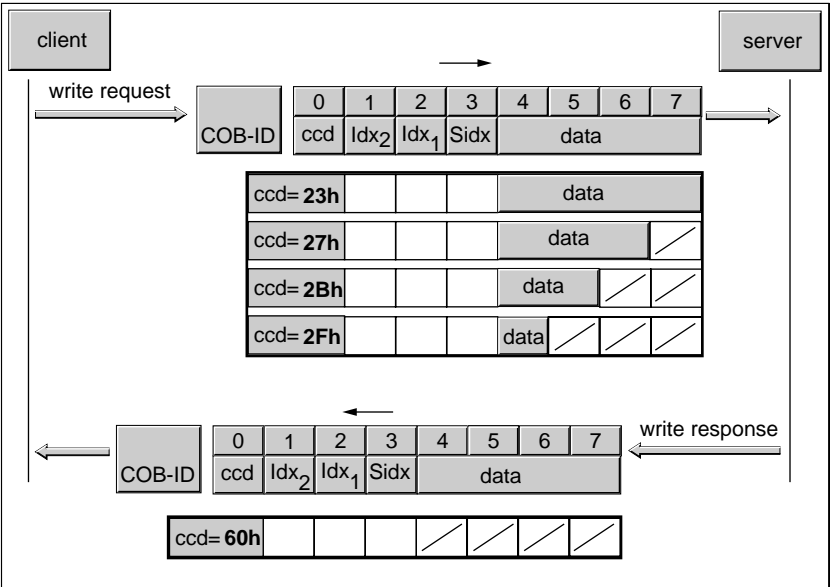 client
server
write request
COB-ID
0 1 2 3 4 5 6 7
ccd Idx2 Idx1 Sidx data
ccd= 23h data
ccd= 27h data
ccd= 2Bh data
ccd= 2Fh data
write response
COB-ID
0 1 2 3 4 5 6 7
ccd Idx2 Idx1 Sidx data
ccd= 60h